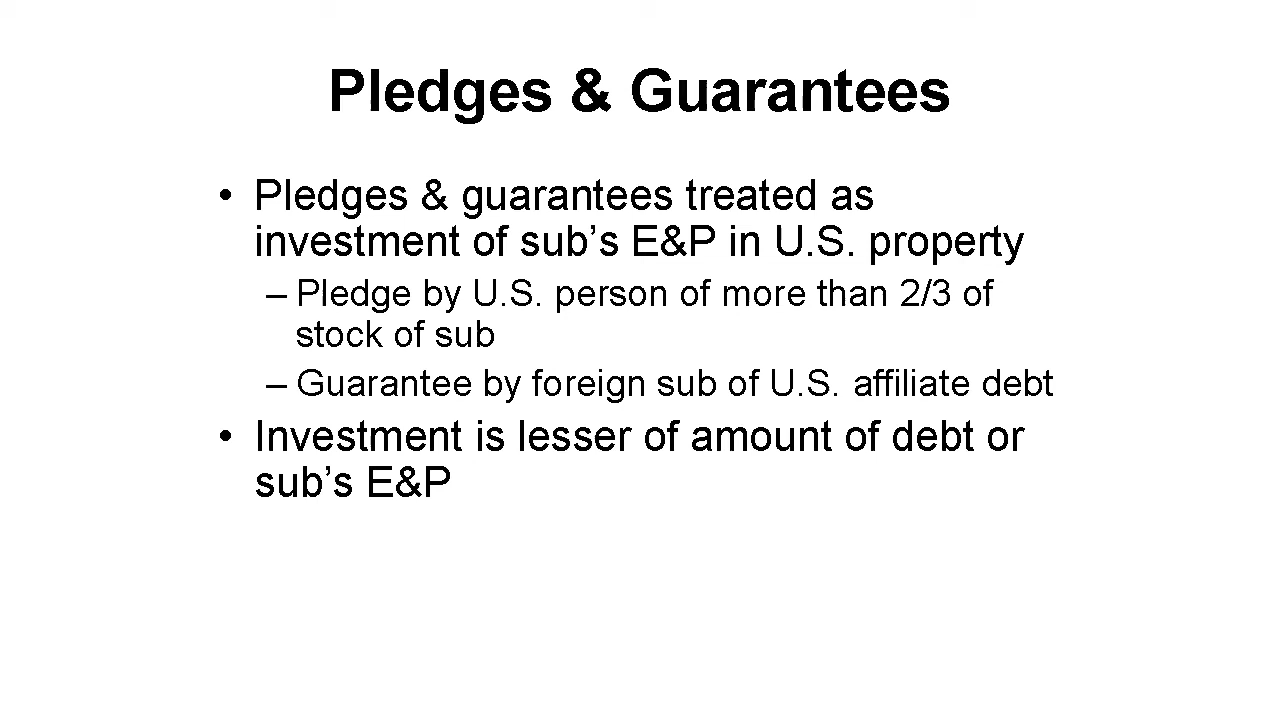 Pledges & Guarantees
• Pledges & guarantees treated as
investment of sub’s E&P in U.S. property
– Pledge by U.S. person of more than 2/3 of
stock of sub
– Guarantee by foreign sub of U.S. affiliate debt
• Investment is lesser of amount of debt or
sub’s E&P